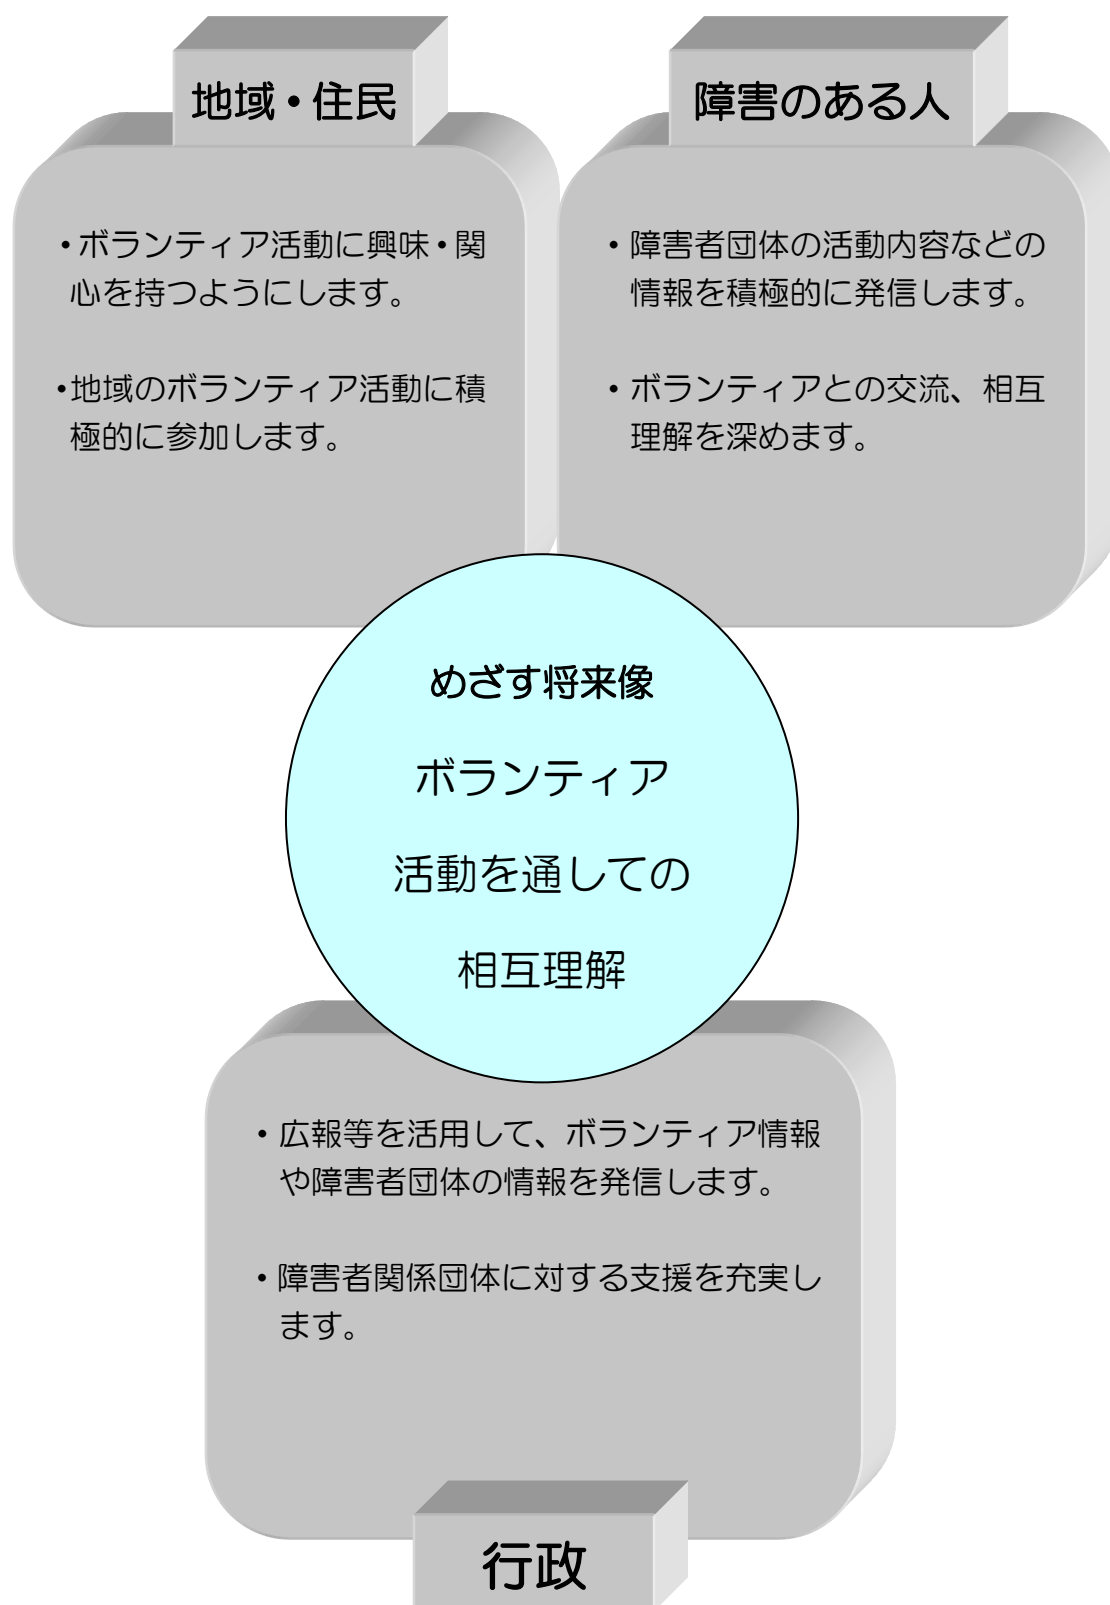 地域・住民
・ボランティア活動に興味・関
心を持つようにします。
・地域のボランティア活動に積
極的に参加します。
障害のある人
・障害者団体の活動内容などの
情報を積極的に発信します。
・ボランティアとの交流、相互
理解を深めます。
めざす将来像
ボランティア
活動を通しての
相互理解
・広報等を活用して、ボランティア情報
や障害者団体の情報を発信します。
・障害者関係団体に対する支援を充実し
ます。
行政